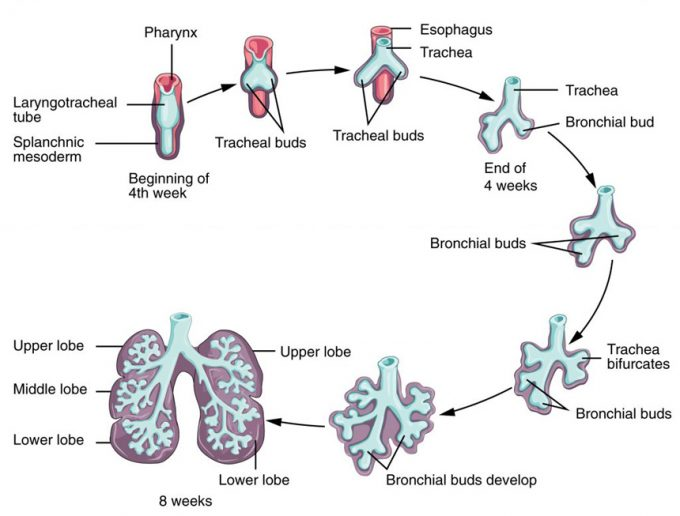 Pharynx
Laryngotracheal
tube
Splanchnic
mesoderm
Beginning of
4th week
Tracheal buds
Esophagus
Trachea
Tracheal buds
Trachea
Bronchial bud
End of
4 weeks
Bronchial buds
Trachea
bifurcates
Bronchial buds
Bronchial buds develop
Upper lobe
Middle lobe
Lower lobe
Upper lobe
Lower lobe
8 weeks